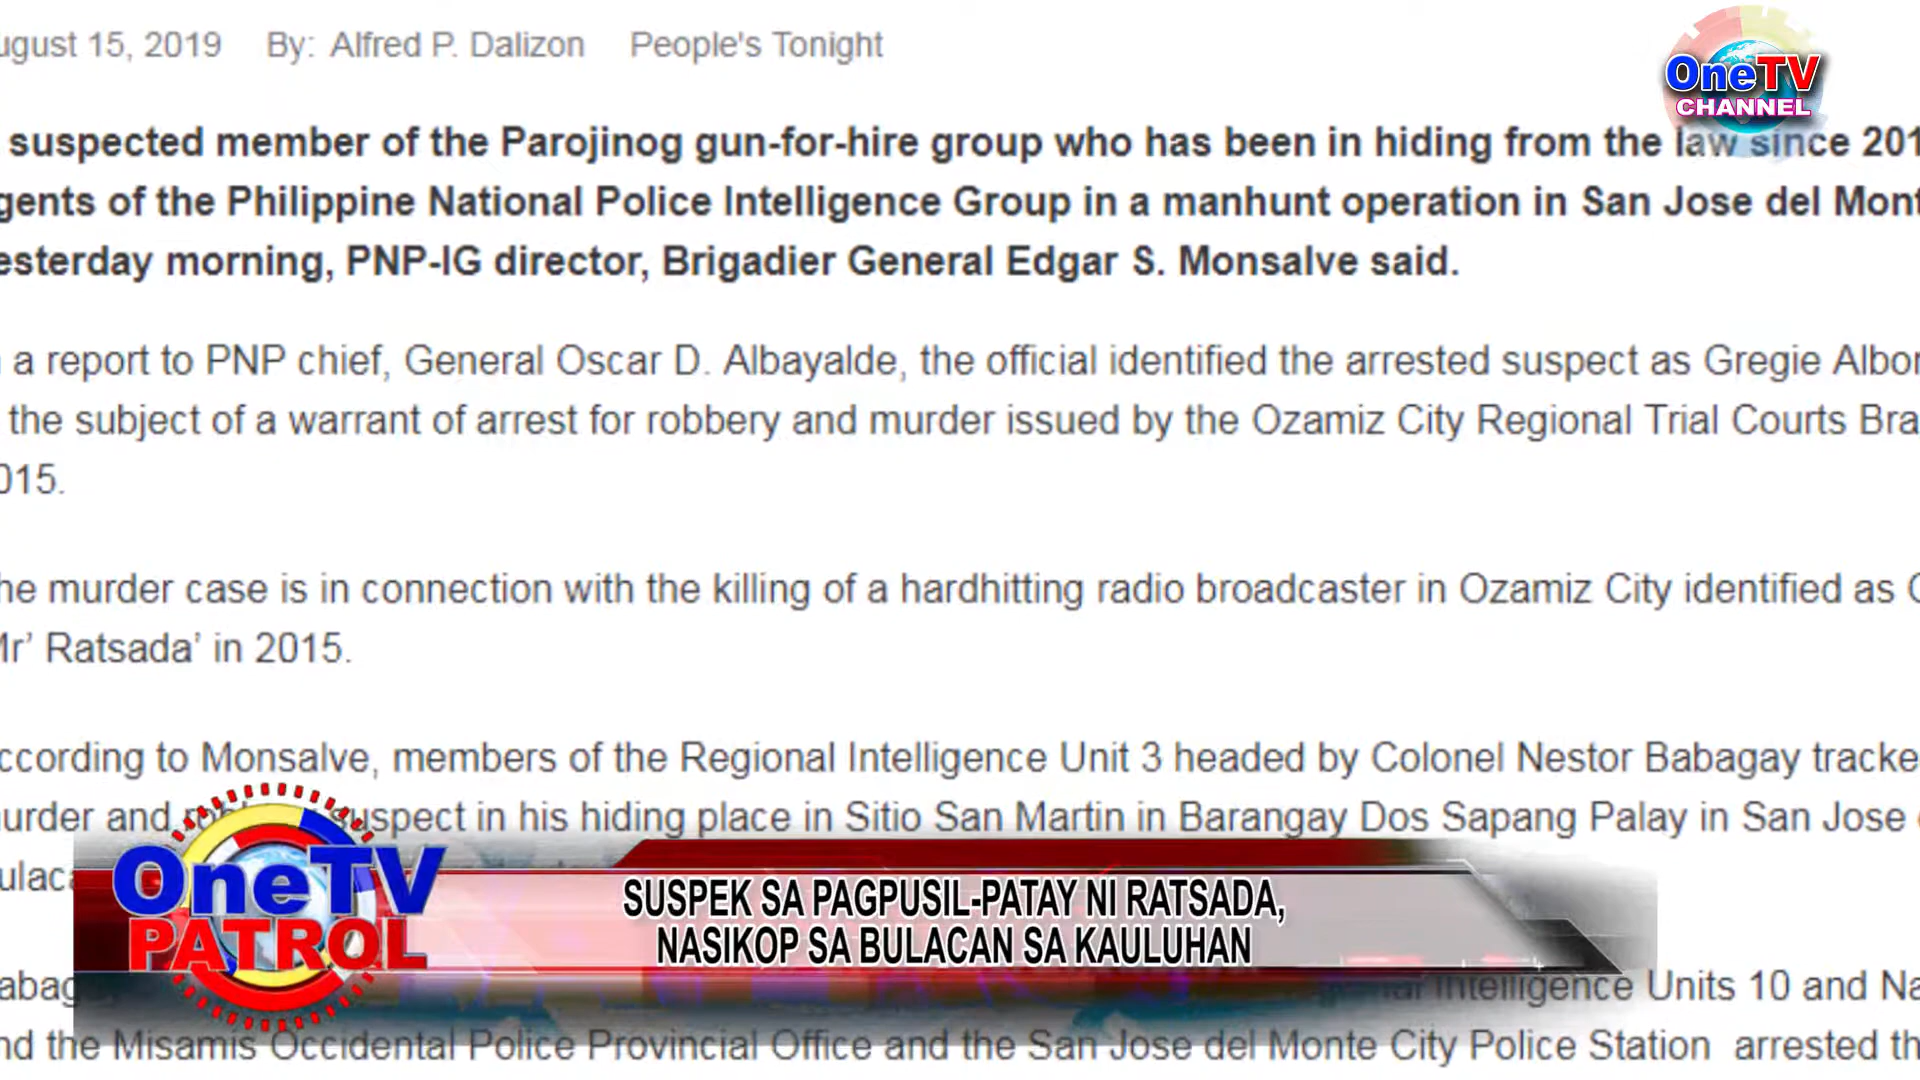 ugust 15, 2019 By: Alfred P. Dalizon People's Tonight
OneTV
CHANNEL
suspected member of the Parojinog gun-for-hire group who has been in hiding from the law since 201
gents of the Philippine National Police Intelligence Group in a manhunt operation in San Jose del Mont
esterday morning, PNP-IG director, Brigadier General Edgar S. Monsalve said.
a report to PNP chief, General Oscar D. Albayalde, the official identified the arrested suspect as Gregie Albor
the subject of a warrant of arrest for robbery and murder issued by the Ozamiz City Regional Trial Courts Bra
015.
he murder case is in connection with the killing of a hardhitting radio broadcaster in Ozamiz City identified as
Mr’ Ratsada’ in 2015.
ccording to Monsalve, members of the Regional Intelligence Unit 3 headed by Colonel Nestor Babagay tracke
urder and suspect in his hiding place in Sitio San Martin in Barangay Dos Sapang Palay in San Jose
ulaca
OneTV
PATROL
SUSPEK SA PAGPUSIL-PATAY NI RATSADA,
NASIKOP SA BULACAN SA KAULUHAN
abag Intelligence Units 10 and Na
nd the Misamis Occidental Police Provincial Office and the San Jose del Monte City Police Station arrested th